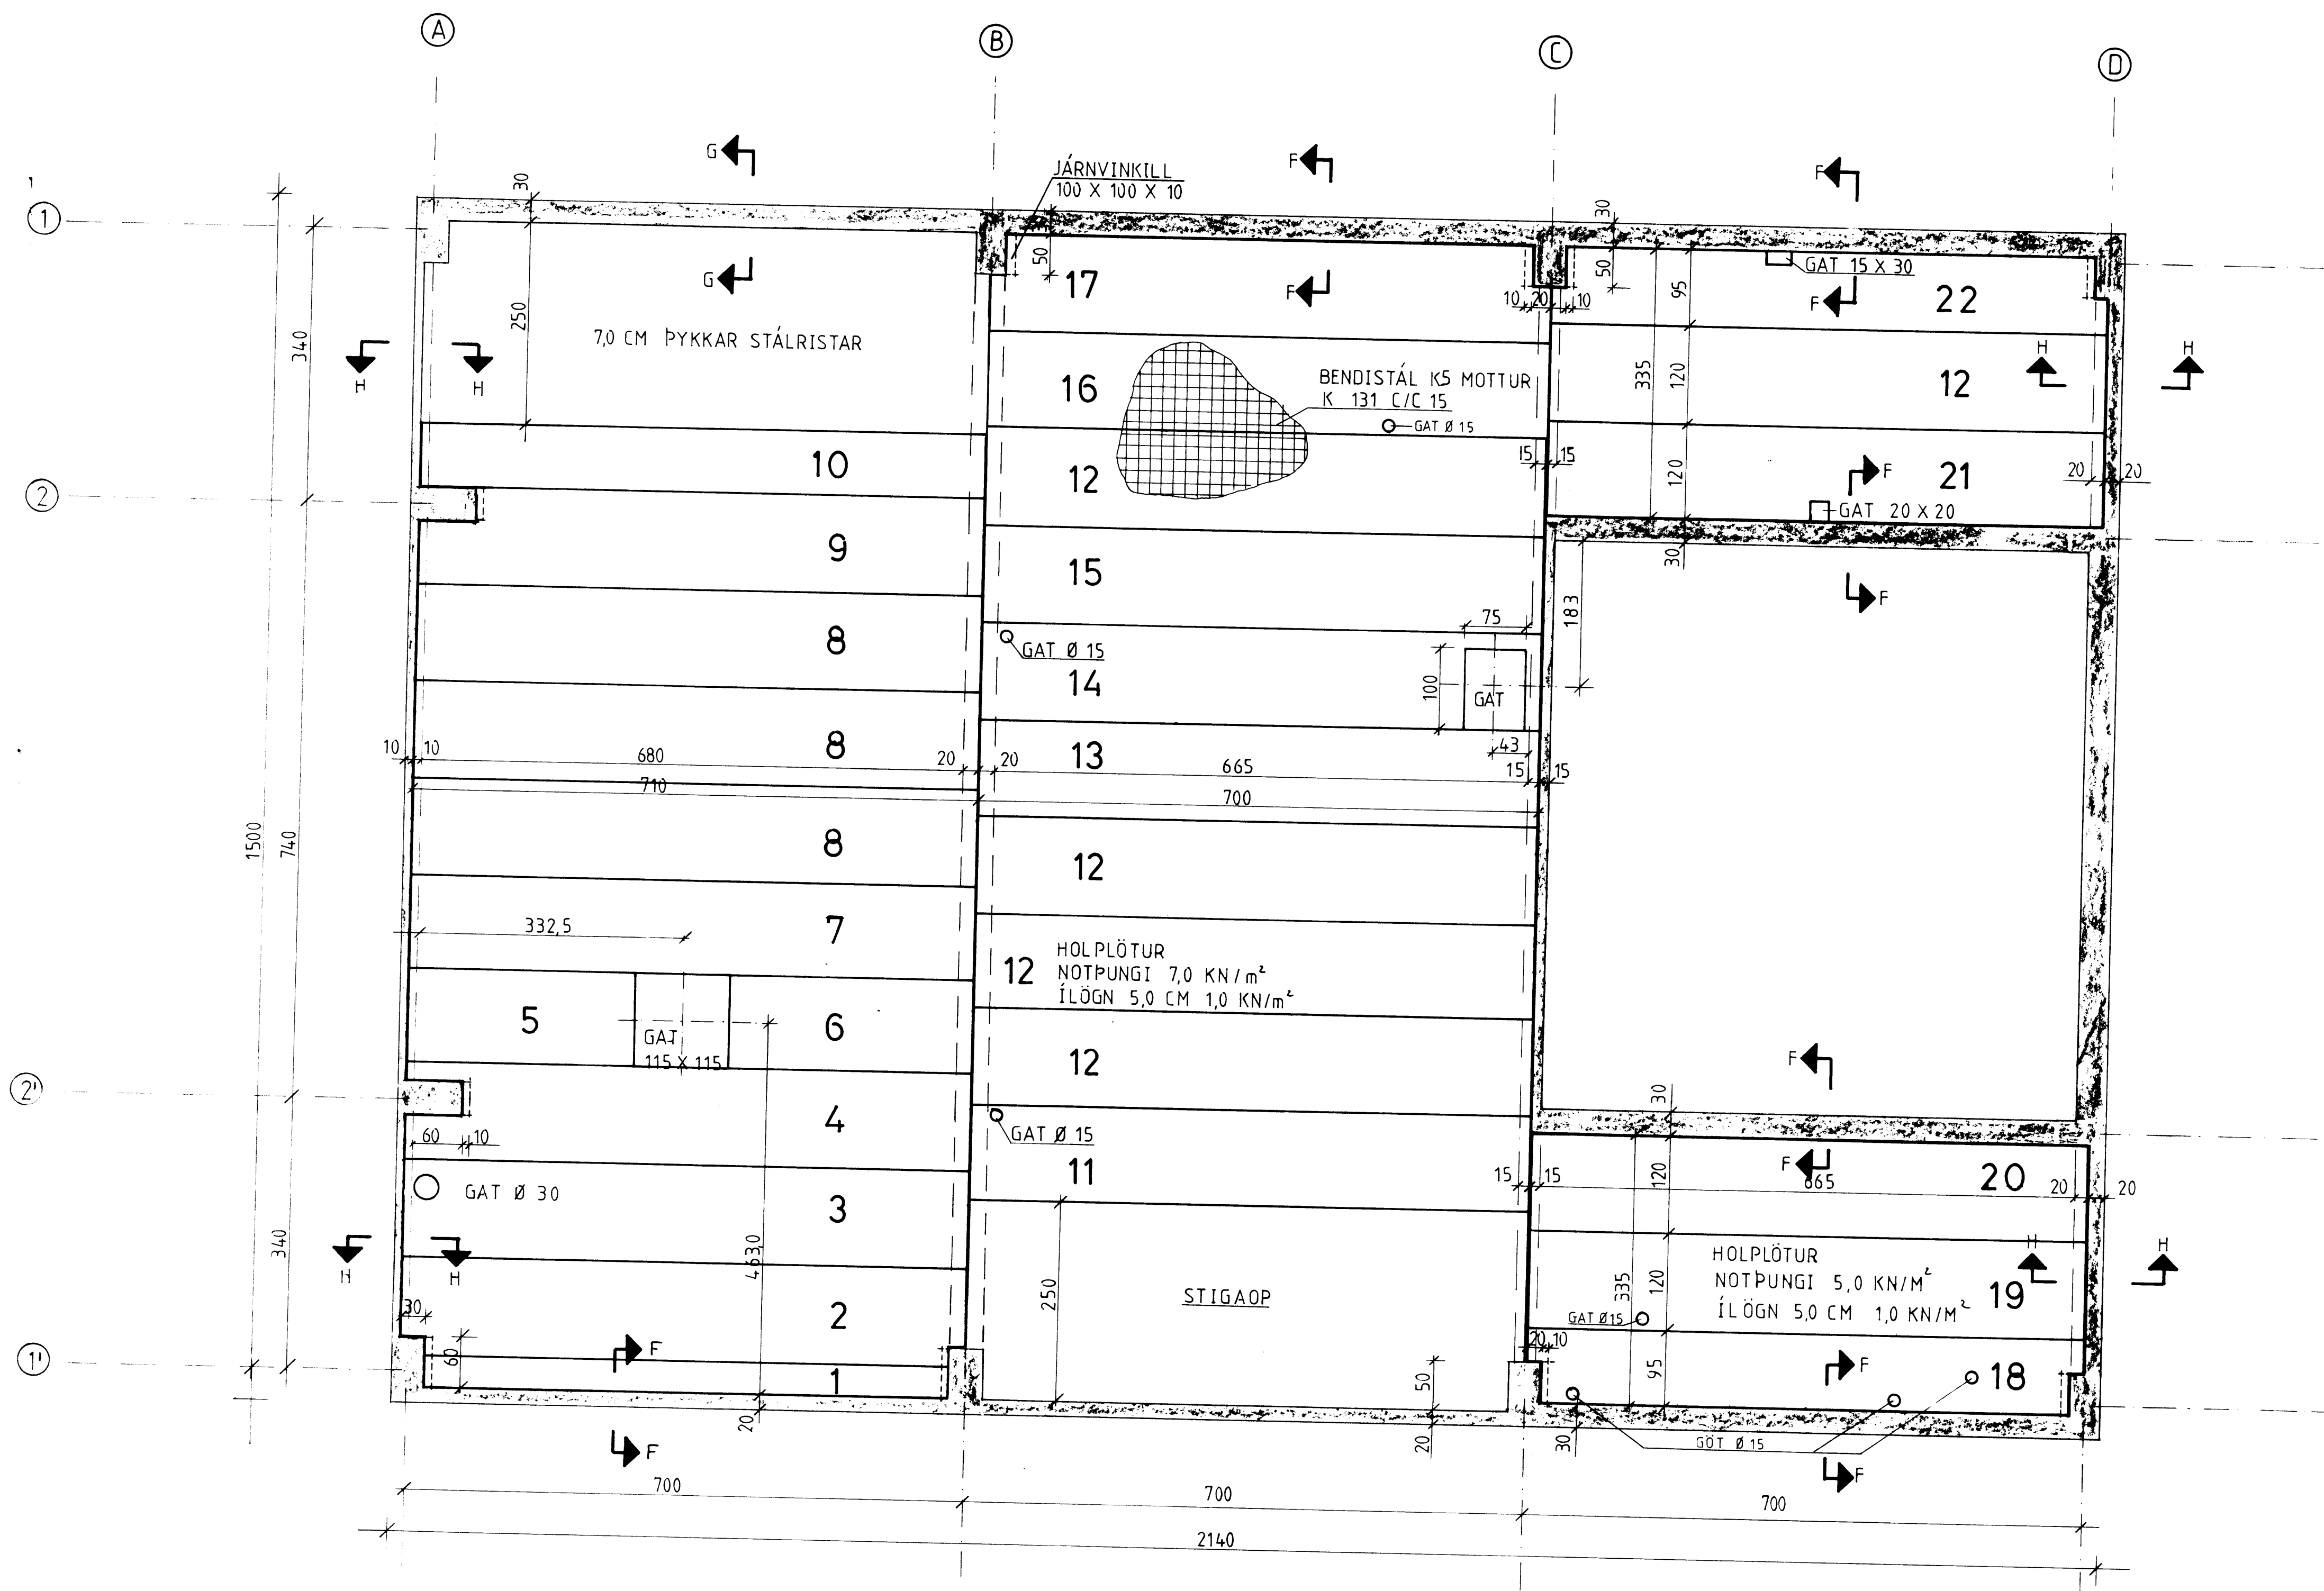 A
B
C
D
G
F
F
JÁRNVINKILL
100 X 100 X 10
30
30
1
50
17
50
GAT 15 X 30
G
F
F
22
95
10 20 10
250
7,0 CM ÞYKKAR STÁLRISTAR
340
H
H
16
BENDISTÁL K5 MOTTUR
K 131 C/C 15
GAT Ø 15
335
120
12
H
H
10
12
15 15
120
F
21
20 20
GAT 20 X 20
2
9
15
30
F
183
8
GAT Ø 15
75
14
100
GAT
8
13
43
10 10
680
20 20
665
15 15
710
700
1500
740
8
12
332,5
7
12
HOLPLÖTUR
NOTÞUNGI 7,0 KN/m²
ÍLÖGN 5,0 CM 1,0 KN/m²
5
GAT
115 X 115
6
12
F
2'
4
30
60 10
GAT Ø 15
11
15 15
F
120
665
20
20 20
GAT Ø 30
3
340
H
H
463,0
250
STIGAOP
335
120
HOLPLÖTUR
NOTÞUNGI 5,0 KN/M²
ÍLÖGN 5,0 CM 1,0 KN/M²
19
H
H
30
2
GAT Ø15
20 10
1'
60
F
1
50
95
F
18
20
20
30
GÖT Ø 15
F
F
700
700
700
2140